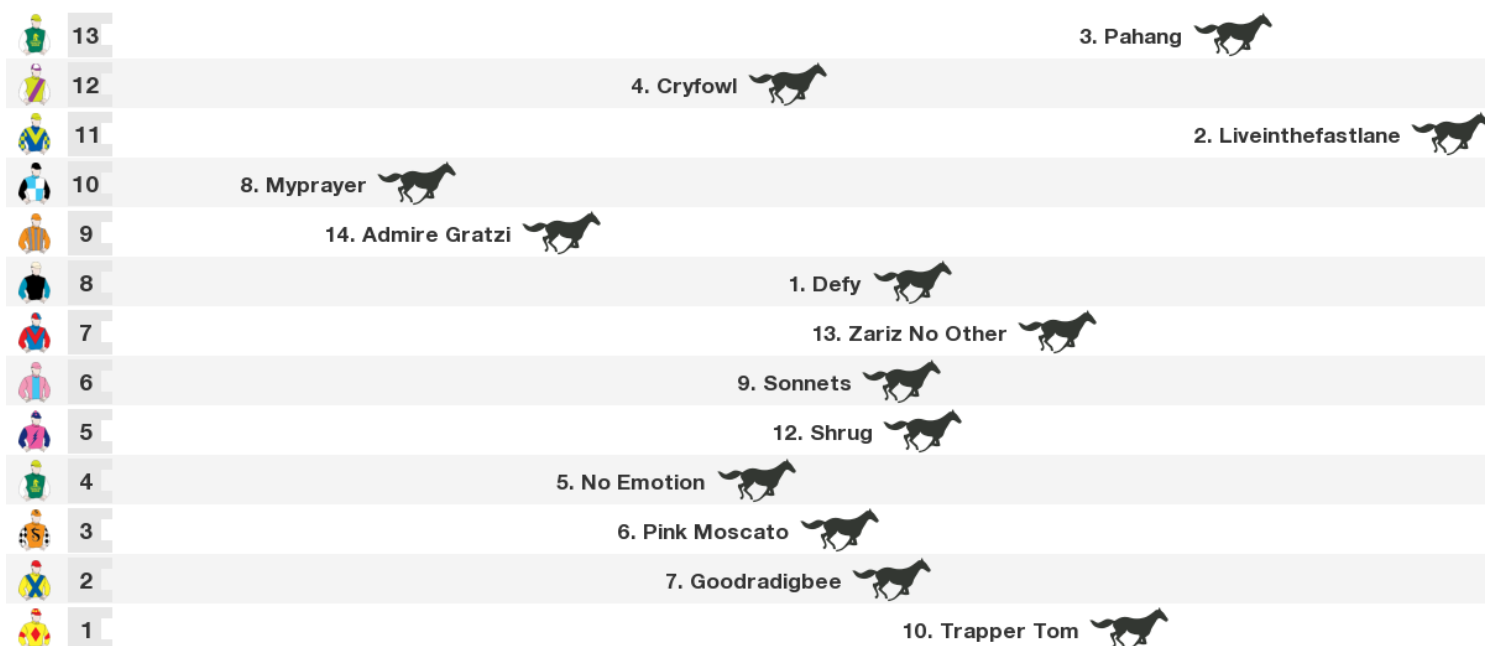 13 3. Pahang
12 4. Cryfowl
11 2. Liveinthefastlane
10 8. Myprayer
9 14. Admire Gratzi
8 1. Defy
7 13. Zariz No Other
6 9. Sonnets
5 12. Shrug
4 5. No Emotion
3 6. Pink Moscato
2 7. Goodradigbee
1 10. Trapper Tom